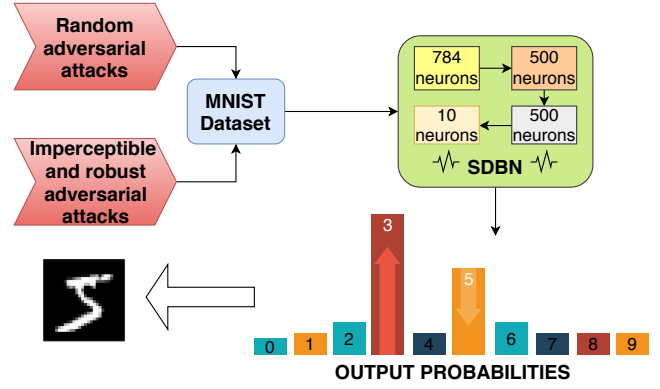 Random
adversarial
attacks
Imperceptible
and robust
adversarial
attacks
MNIST
Dataset
784
neurons
500
neurons
10
neurons
500
neurons
SDBN
0
1
2
3
4
5
6
7
8
9
OUTPUT PROBABILITIES